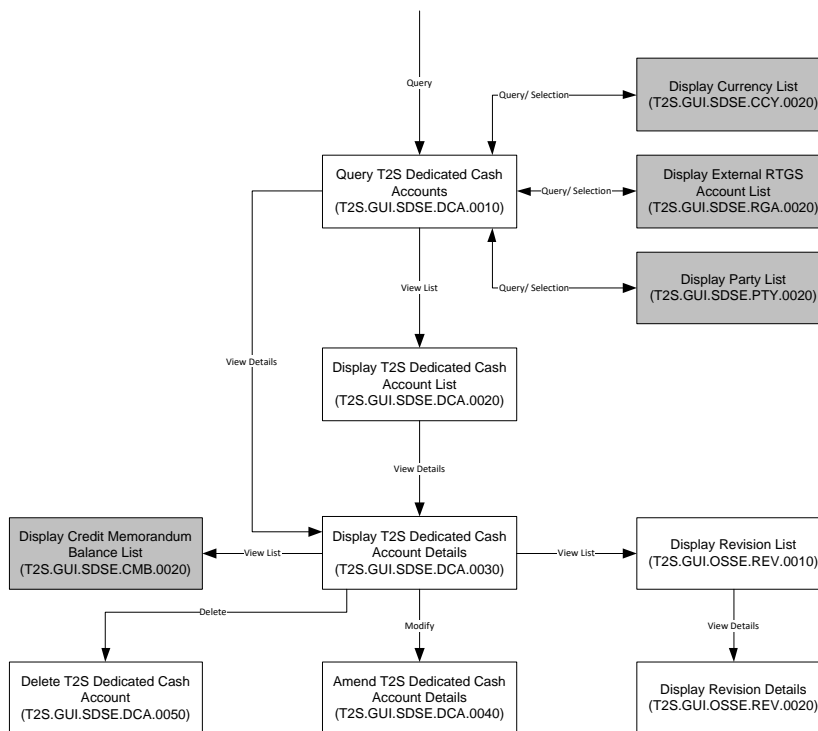 Query
Display Currency List
(T2S.GUI.SDSE.CCY.0020)
Query/ Selection
Query T2S Dedicated Cash
Accounts
(T2S.GUI.SDSE.DCA.0010)
Query/ Selection
Display External RTGS
Account List
(T2S.GUI.SDSE.RGA.0020)
Query/ Selection
Display Party List
(T2S.GUI.SDSE.PTY.0020)
View List
View Details
Display T2S Dedicated Cash
Account List
(T2S.GUI.SDSE.DCA.0020)
View Details
Display Credit Memorandum
Balance List
(T2S.GUI.SDSE.CMB.0020)
View List
Display T2S Dedicated Cash
Account Details
(T2S.GUI.SDSE.DCA.0030)
View List
Display Revision List
(T2S.GUI.OSSE.REV.0010)
Delete
Modify
View Details
Delete T2S Dedicated Cash
Account
(T2S.GUI.SDSE.DCA.0050)
Amend T2S Dedicated Cash
Account Details
(T2S.GUI.SDSE.DCA.0040)
Display Revision Details
(T2S.GUI.OSSE.REV.0020)